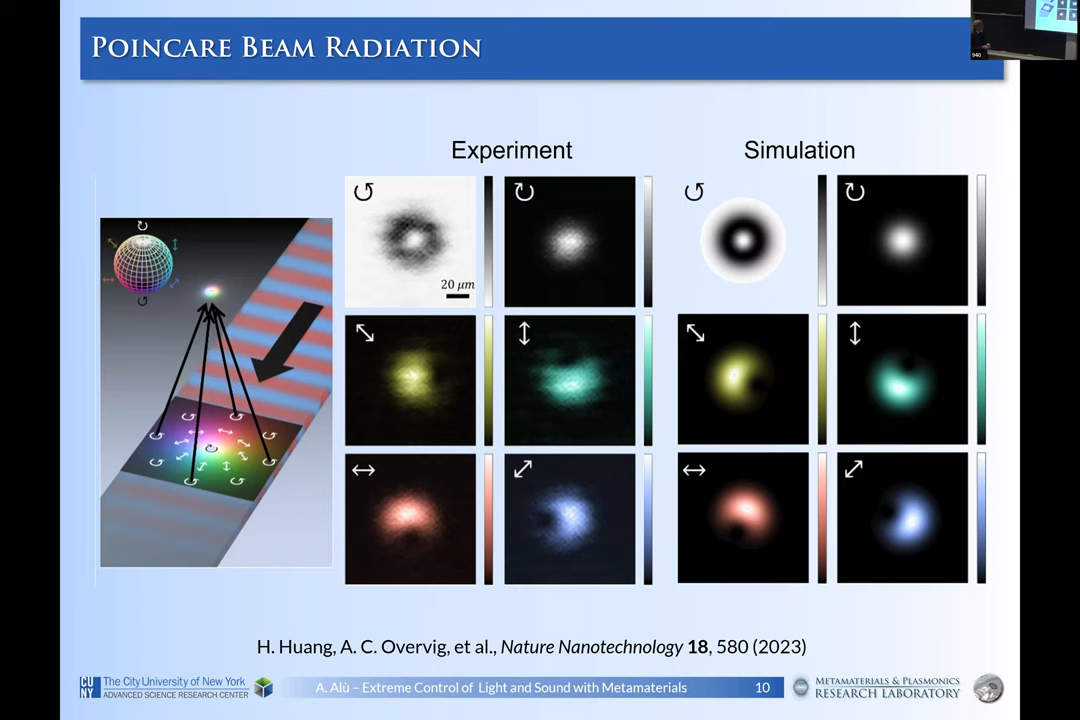 POINCARE BEAM RADIATION
940
Experiment
Simulation
20 μm
H. Huang, A. C. Overvig, et al., Nature Nanotechnology 18, 580 (2023)
CUNY
The City University of New York
ADVANCED SCIENCE RESEARCH CENTER
A. Alù – Extreme Control of Light and Sound with Metamaterials
10
METAMATERIALS & PLASMONICS
RESEARCH LABORATORY